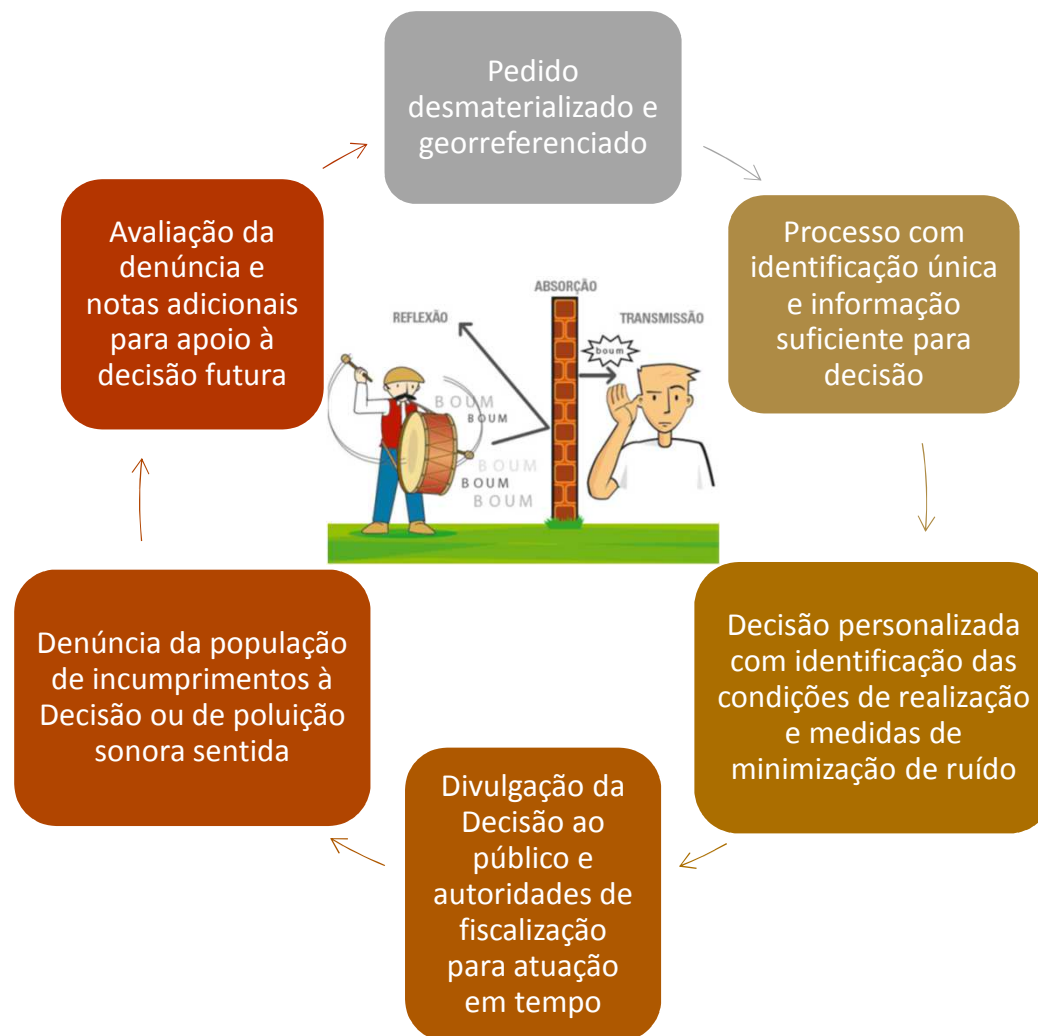 Pedido
desmaterializado e
georreferenciado
Processo com
identificação única
e informação
suficiente para
decisão
Decisão personalizada
com identificação das
condições de realização
e medidas de
minimização de ruído
Divulgação da
Decisão ao
público e
autoridades de
fiscalização
para atuação
em tempo
Denúncia da população
de incumprimentos à
Decisão ou de poluição
sonora sentida
Avaliação da
denúncia e
notas adicionais
para apoio à
decisão futura
ABSORÇÃO
REFLEXÃO
TRANSMISSÃO
boum
BOUM
BOUM
BOUM
BOUM
BOUM